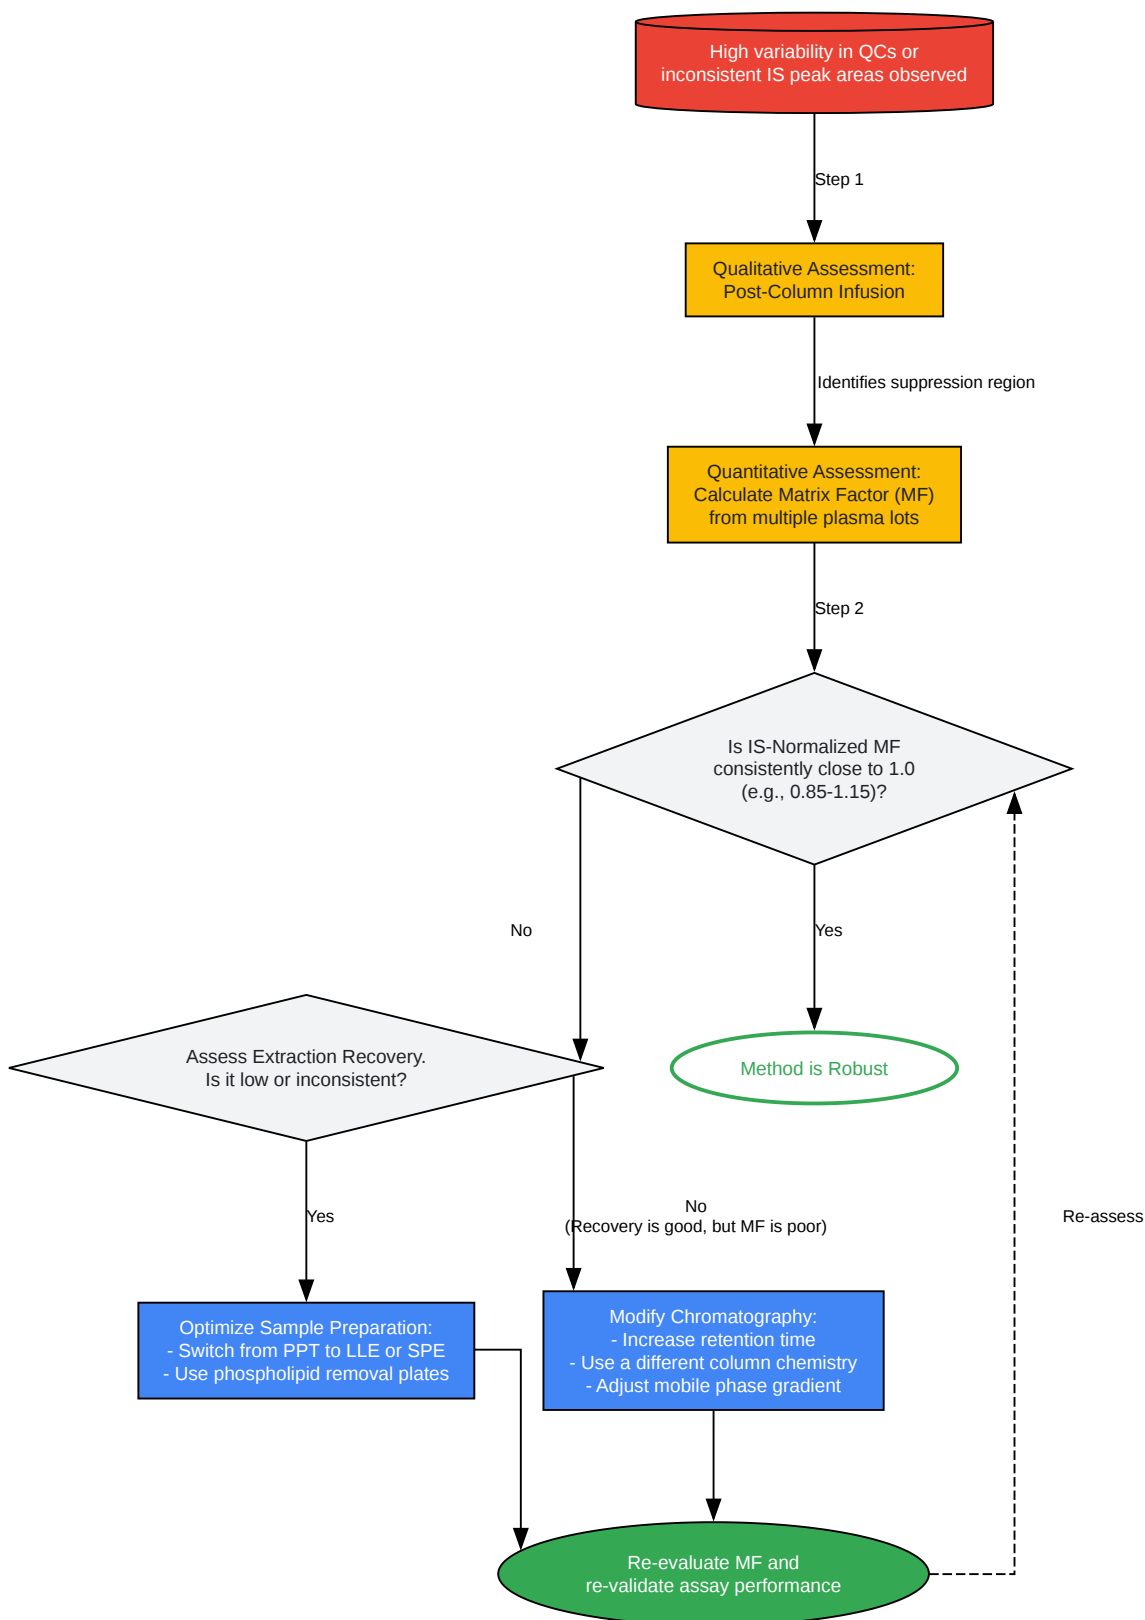 High variability in QCs or
inconsistent IS peak areas observed
Step 1
Qualitative Assessment:
Post-Column Infusion
Identifies suppression region
Quantitative Assessment:
Calculate Matrix Factor (MF)
from multiple plasma lots
Step 2
Is IS-Normalized MF
consistently close to 1.0
(e.g., 0.85-1.15)?
No
Yes
Assess Extraction Recovery.
Is it low or inconsistent?
Method is Robust
Yes
No
(Recovery is good, but MF is poor)
Re-assess
Optimize Sample Preparation:
- Switch from PPT to LLE or SPE
- Use phospholipid removal plates
Modify Chromatography:
- Increase retention time
- Use a different column chemistry
- Adjust mobile phase gradient
Re-evaluate MF and
re-validate assay performance